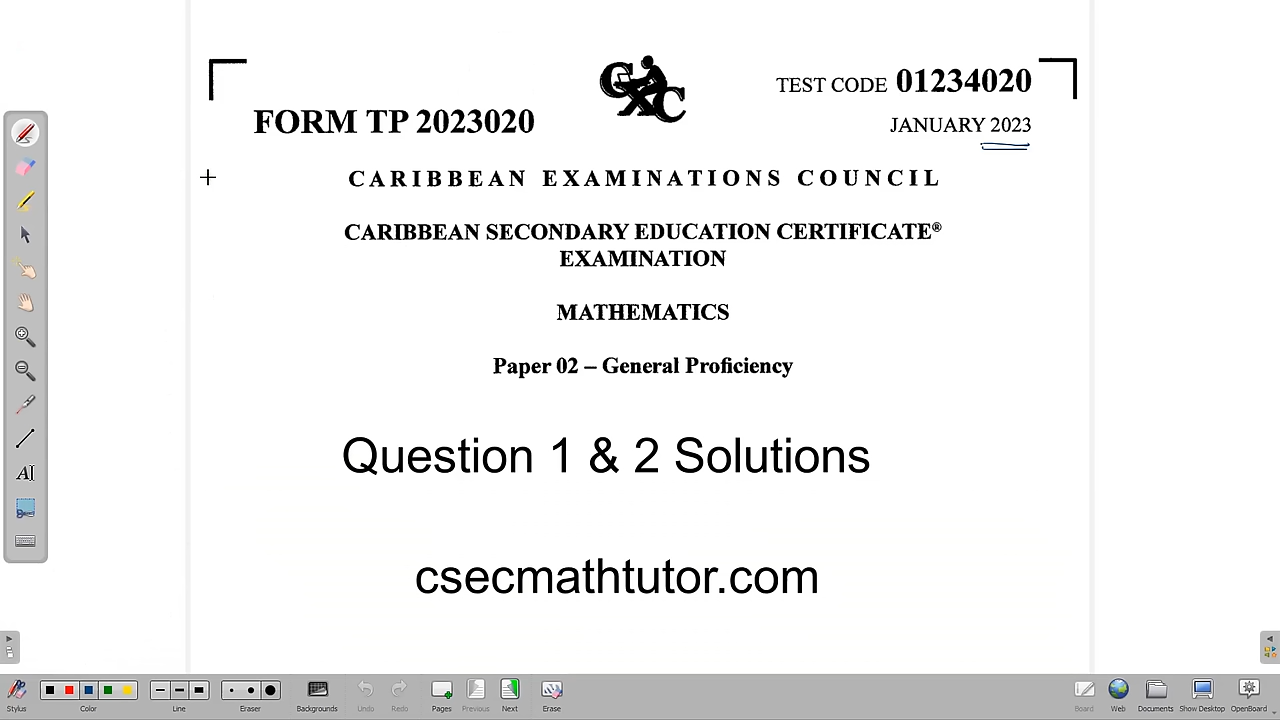 TEST CODE 01234020
FORM TP 2023020
JANUARY 2023
CXC
CARIBBEAN EXAMINATIONS COUNCIL
CARIBBEAN SECONDARY EDUCATION CERTIFICATE®
EXAMINATION
MATHEMATICS
Paper 02 – General Proficiency
Question 1 & 2 Solutions
csecmathtutor.com
AI
Stylus
Color
Line
Eraser
Backgrounds
Undo
Redo
Pages
Previous
Next
Erase
Board
Web
Documents
Show Desktop
OpenBoard